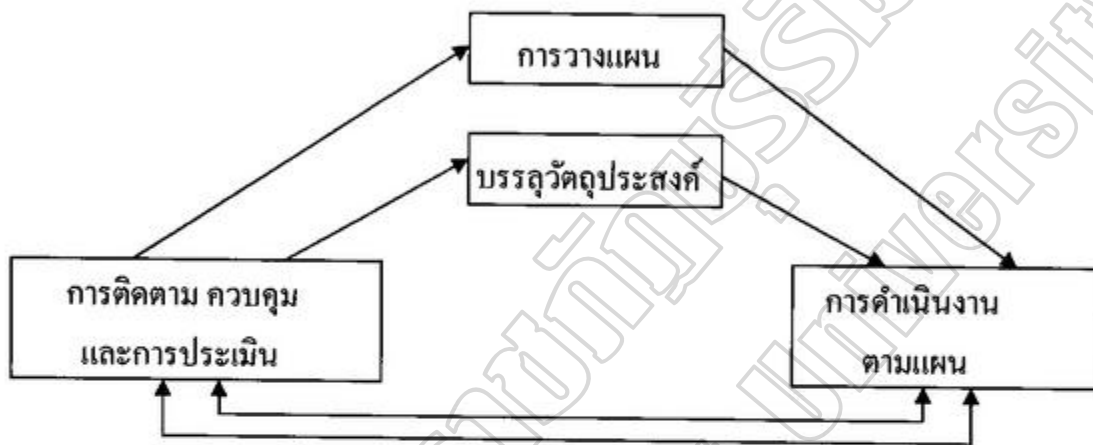 การวางแผน
บรรลุวัตถุประสงค์
การติดตาม ควบคุม
และการประเมิน
การดำเนินงาน
ตามแผน
University